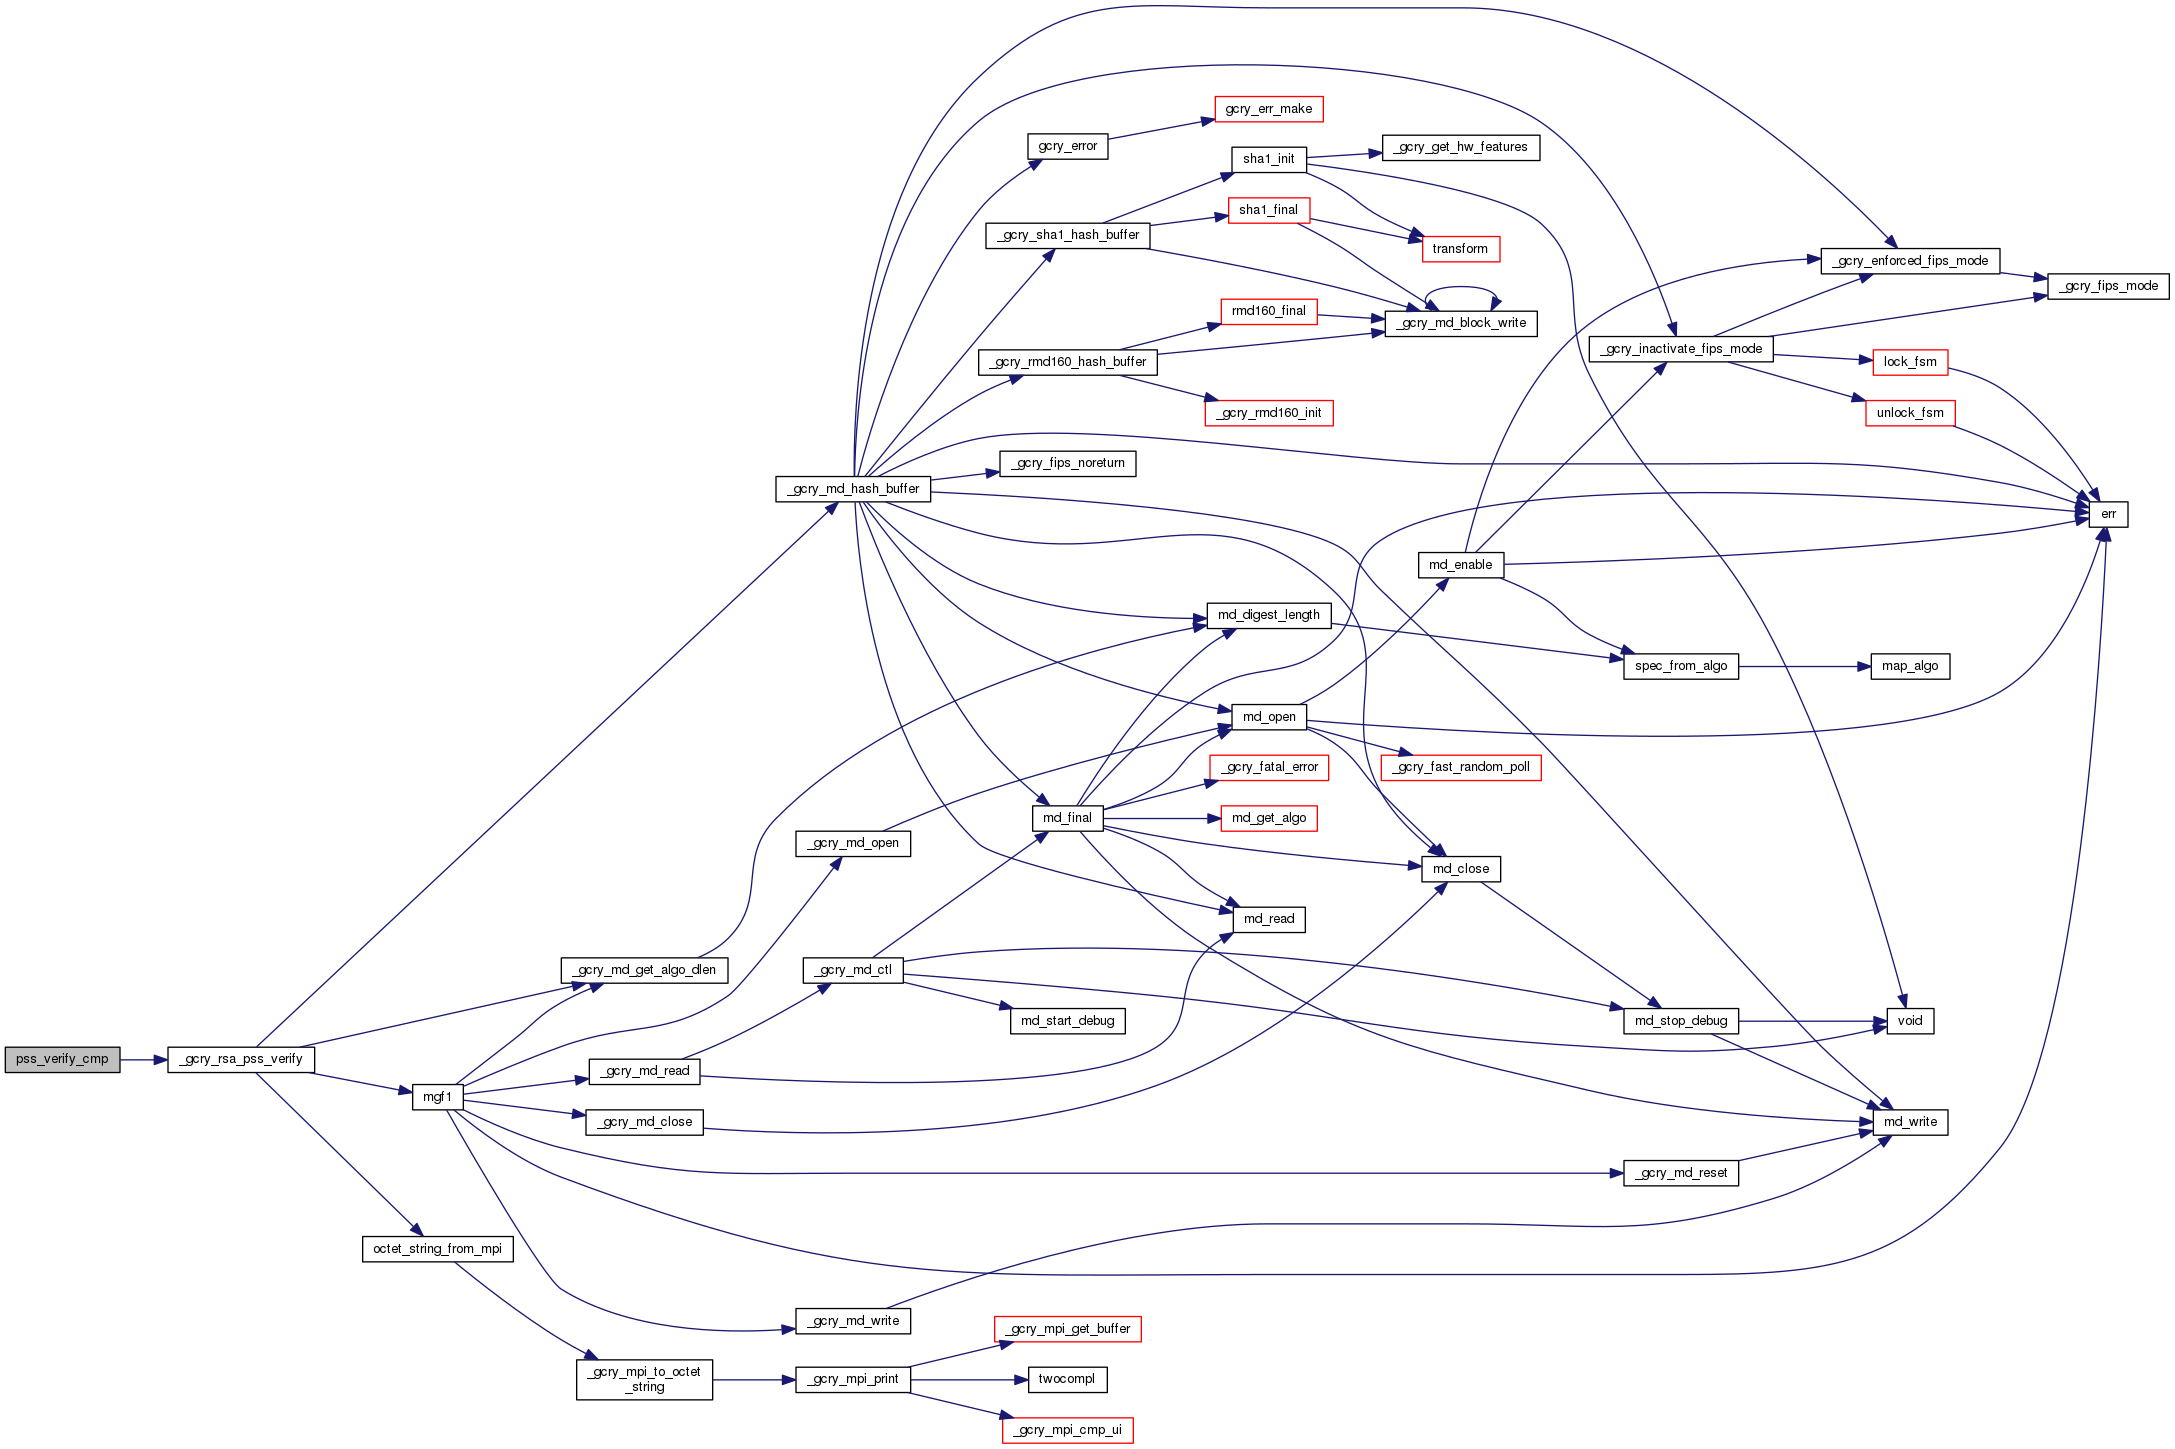 gcry_err_make
gcry_error
_gcry_get_hw_features
sha1_init
sha1_final
_gcry_sha1_hash_buffer
transform
_gcry_enforced_fips_mode
_gcry_fips_mode
rmd160_final
_gcry_md_block_write
_gcry_inactivate_fips_mode
_gcry_rmd160_hash_buffer
lock_fsm
_gcry_rmd160_init
unlock_fsm
_gcry_fips_noreturn
_gcry_md_hash_buffer
err
md_enable
md_digest_length
spec_from_algo
map_algo
md_open
_gcry_fatal_error
_gcry_fast_random_poll
md_final
md_get_algo
_gcry_md_open
md_close
md_read
_gcry_md_get_algo_dlen
_gcry_md_ctl
md_start_debug
md_stop_debug
void
pss_verify_cmp
_gcry_rsa_pss_verify
_gcry_md_read
mgf1
_gcry_md_close
md_write
_gcry_md_reset
octet_string_from_mpi
_gcry_md_write
_gcry_mpi_get_buffer
_gcry_mpi_to_octet
_string
_gcry_mpi_print
twocompl
_gcry_mpi_cmp_ui